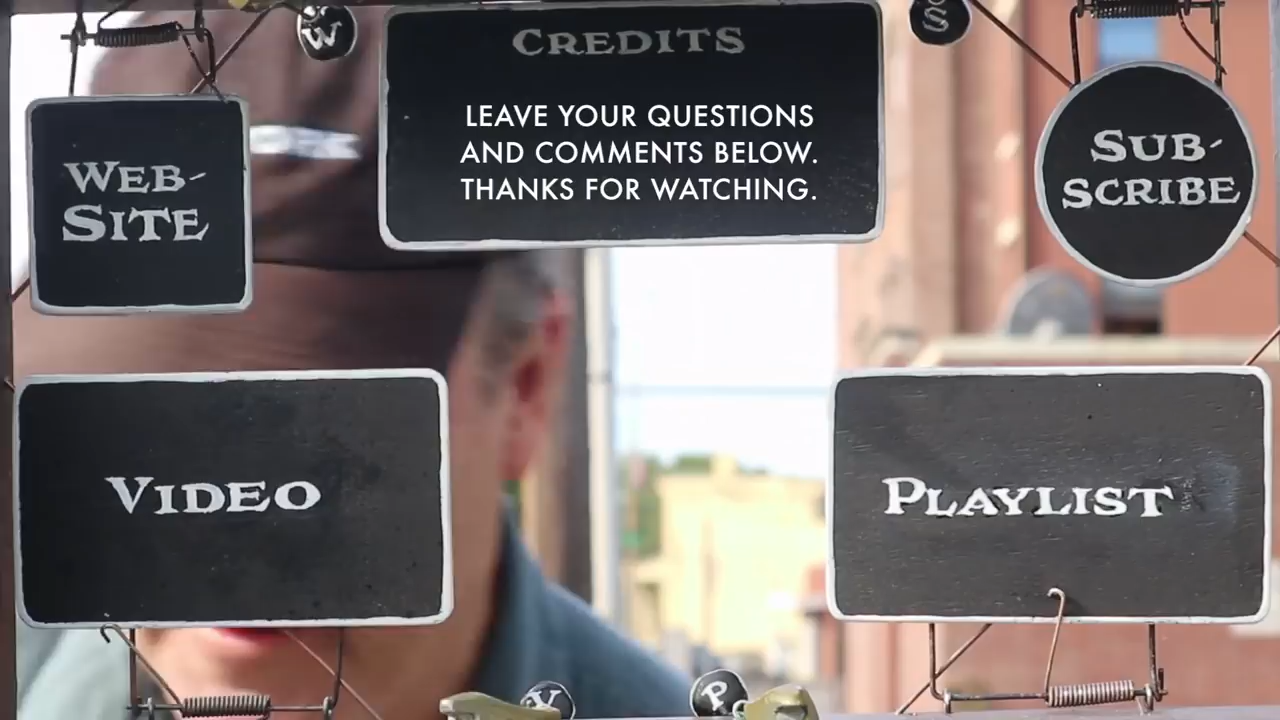 W
CREDITS
S
LEAVE YOUR QUESTIONS
AND COMMENTS BELOW.
THANKS FOR WATCHING.
WEB-
SITE
SUB-
SCRIBE
VIDEO
PLAYLIST
V
P